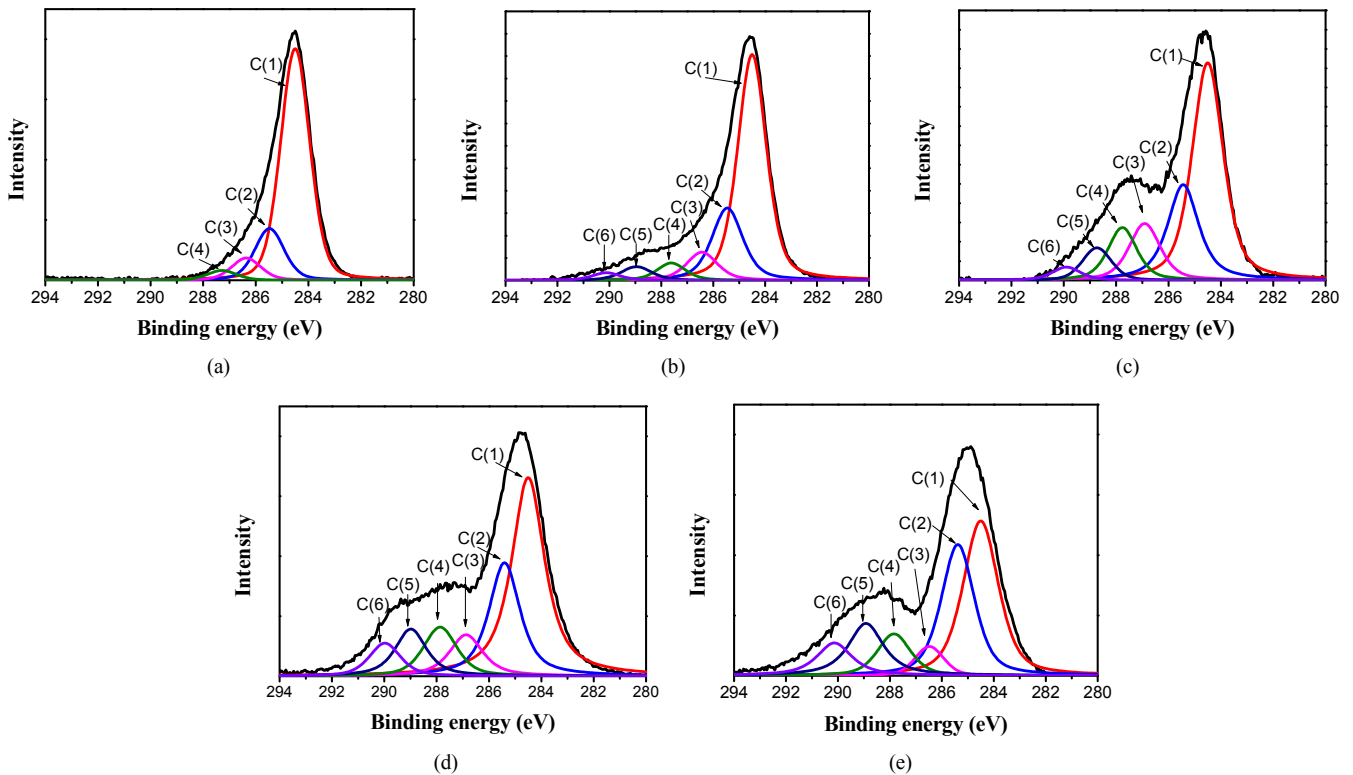 Intensity
C(1)
C(2)
C(3)
C(4)
294 292 290 288 286 284 282 280
Binding energy (eV)
(a)
Intensity
C(1)
C(2)
C(3)
C(4)
C(5)
C(6)
294 292 290 288 286 284 282 280
Binding energy (eV)
(b)
Intensity
C(1)
C(2)
C(3)
C(4)
C(5)
C(6)
294 292 290 288 286 284 282 280
Binding energy (eV)
(c)
Intensity
C(1)
C(2)
C(3)
C(4)
C(5)
C(6)
294 292 290 288 286 284 282 280
Binding energy (eV)
(d)
Intensity
C(1)
C(2)
C(3)
C(4)
C(5)
C(6)
294 292 290 288 286 284 282 280
Binding energy (eV)
(e)